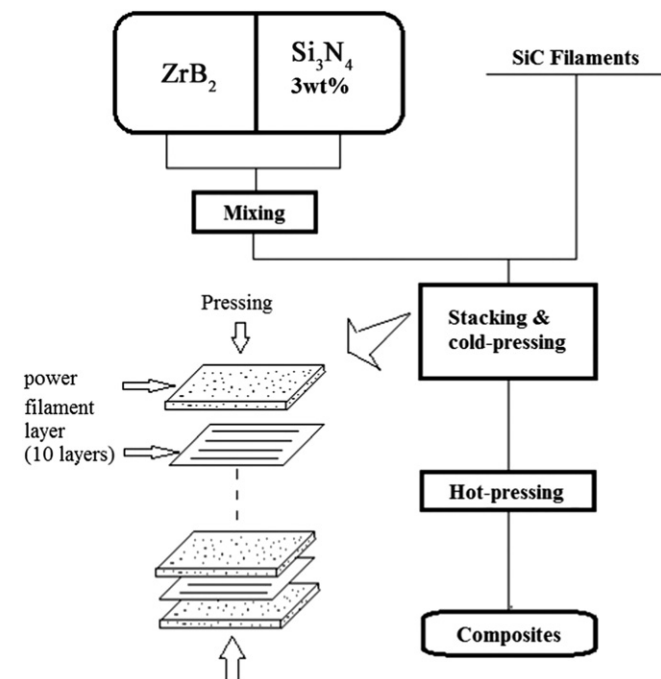 ZrB₂
Si₃N₄
3wt%
SiC Filaments
Mixing
Stacking &
cold-pressing
Pressing
power
filament
layer
(10 layers)
Hot-pressing
Composites